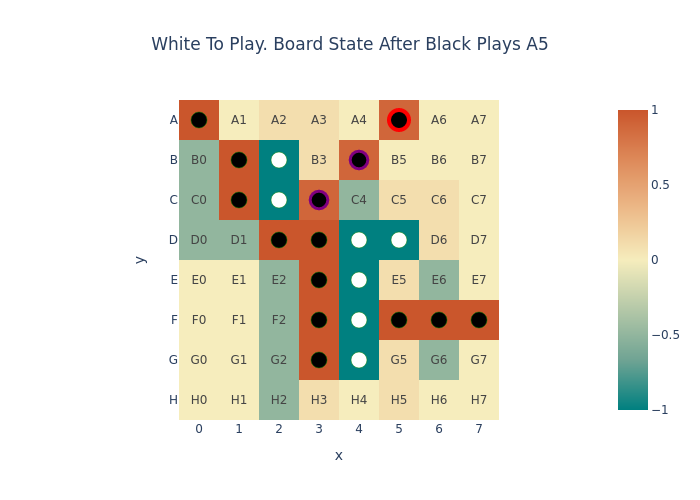 White To Play. Board State After Black Plays A5
A A1 A2 A3 A4 A6 A7
B B0 B3 B5 B6 B7
C C0 C4 C5 C6 C7
D D0 D1 D6 D7
E E0 E1 E2 E5 E6 E7
F F0 F1 F2
G G0 G1 G2 G5 G6 G7
H H0 H1 H2 H3 H4 H5 H6 H7
0 1 2 3 4 5 6 7
x
y
1
0.5
0
−0.5
−1